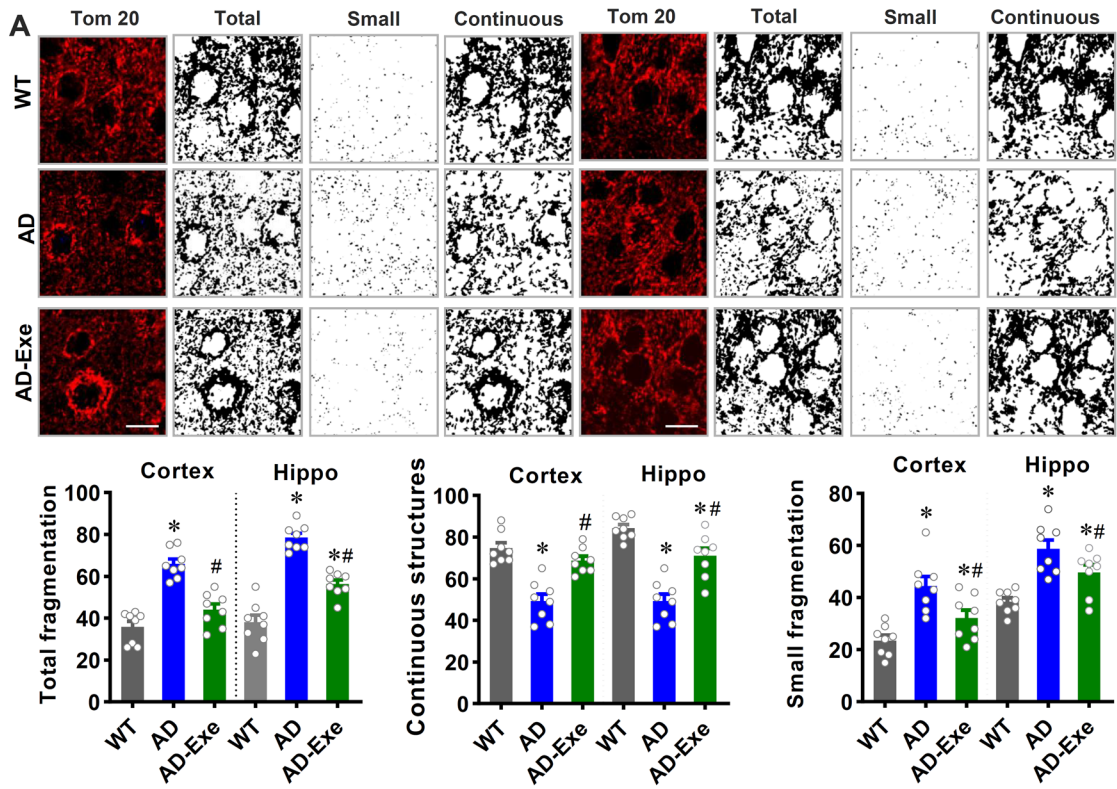 A
Tom 20 Total Small Continuous Tom 20 Total Small Continuous
WT
AD
AD-Exe
Cortex Hippo
Total fragmentation
100
80
60
40
20
0
* # * *#
WT AD AD-Exe WT AD AD-Exe
Cortex Hippo
Continuous structures
100
80
60
40
20
0
* # * *#
WT AD AD-Exe WT AD AD-Exe
Cortex Hippo
Small fragmentation
80
60
40
20
0
* *# * *#
WT AD AD-Exe WT AD AD-Exe